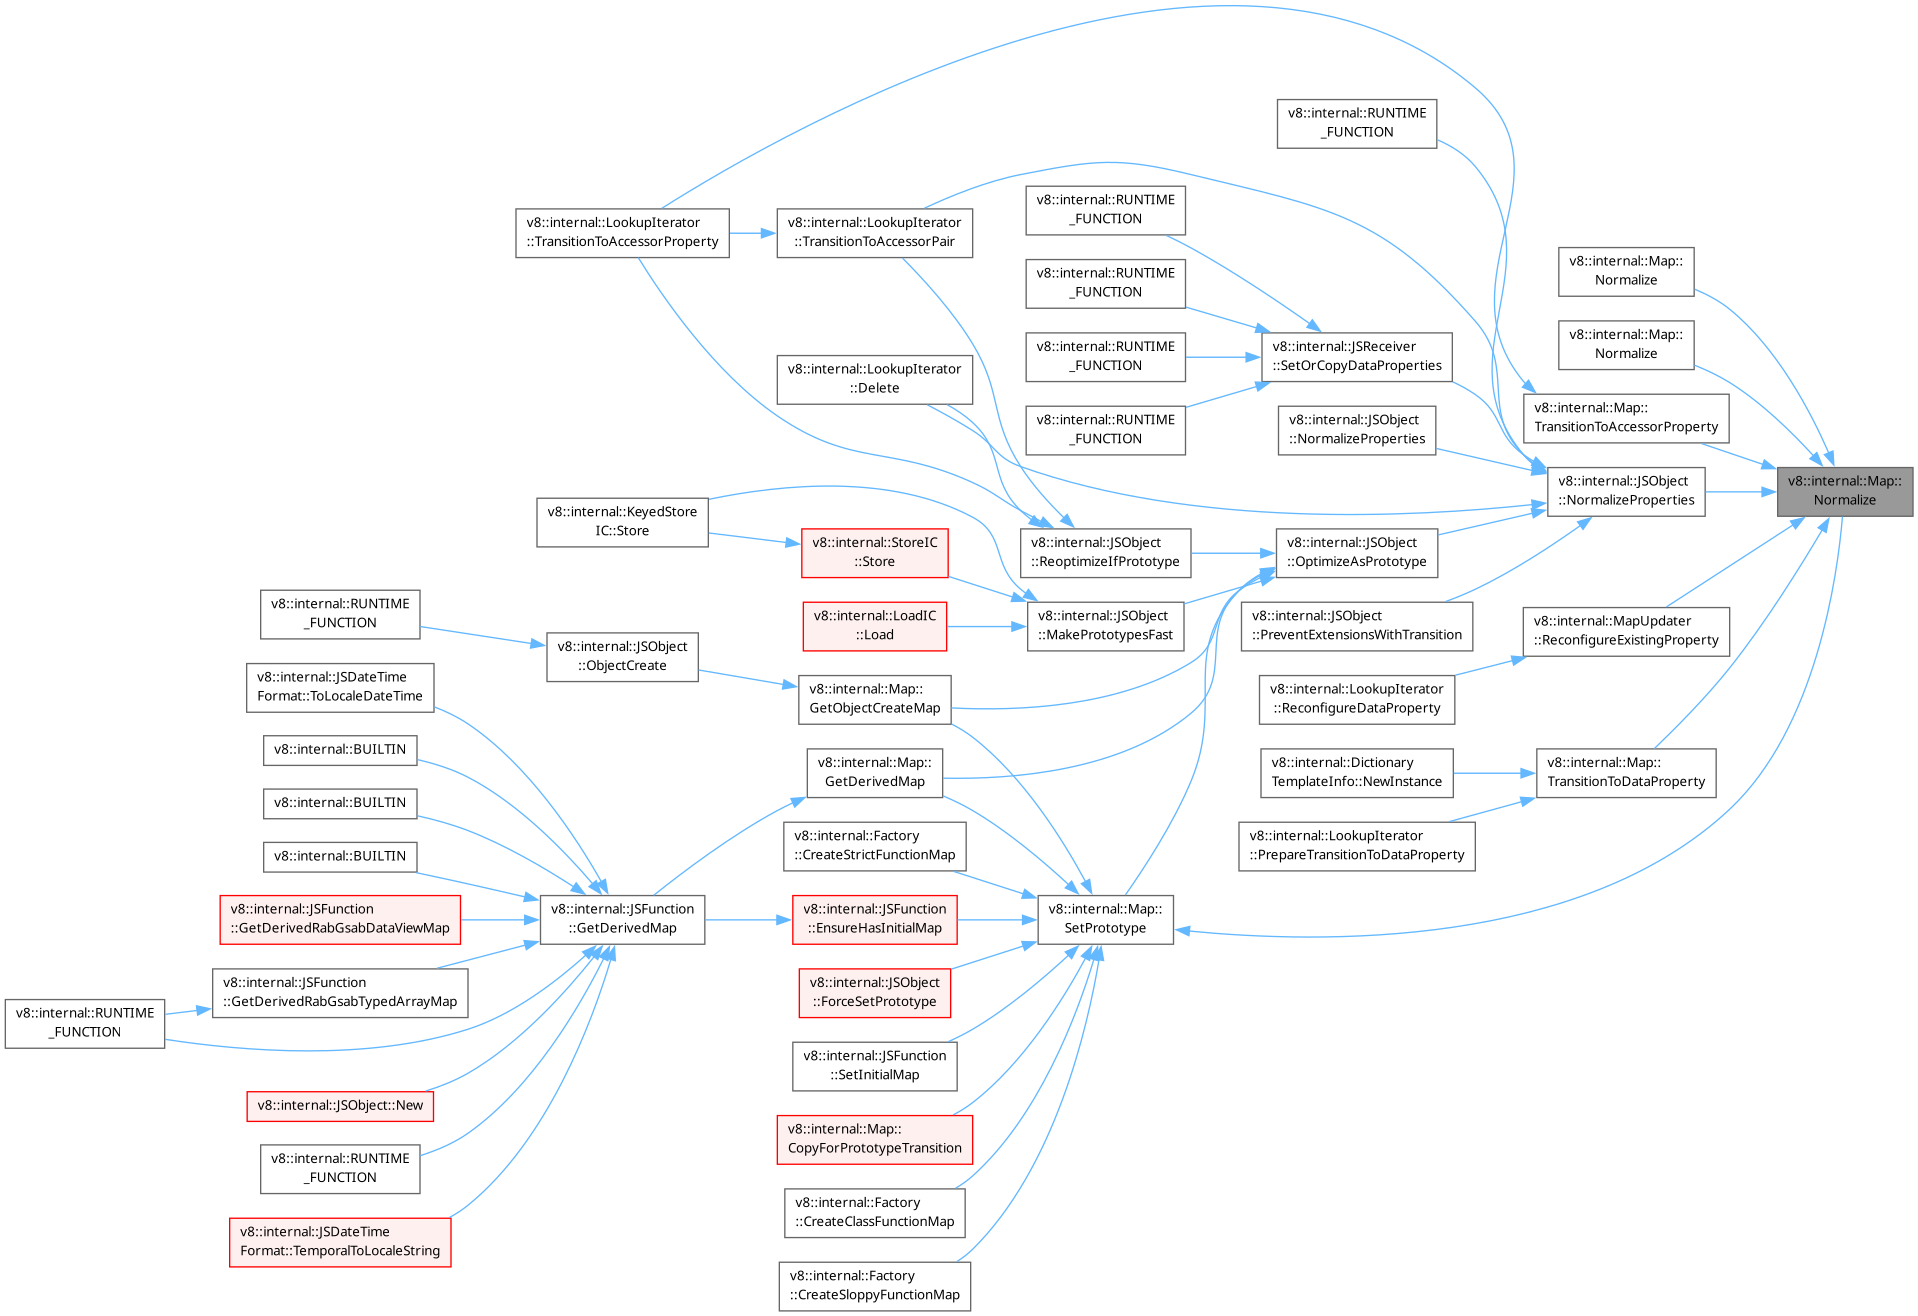 v8::internal::RUNTIME
_FUNCTION
v8::internal::RUNTIME
_FUNCTION
v8::internal::LookupIterator
::TransitionToAccessorProperty
v8::internal::LookupIterator
::TransitionToAccessorPair
v8::internal::Map::
Normalize
v8::internal::RUNTIME
_FUNCTION
v8::internal::Map::
Normalize
v8::internal::RUNTIME
_FUNCTION
v8::internal::JSReceiver
::SetOrCopyDataProperties
v8::internal::LookupIterator
::Delete
v8::internal::Map::
TransitionToAccessorProperty
v8::internal::RUNTIME
_FUNCTION
v8::internal::JSObject
::NormalizeProperties
v8::internal::JSObject
::NormalizeProperties
v8::internal::Map::
Normalize
v8::internal::KeyedStore
IC::Store
v8::internal::StoreIC
::Store
v8::internal::JSObject
::ReoptimizeIfPrototype
v8::internal::JSObject
::OptimizeAsPrototype
v8::internal::RUNTIME
_FUNCTION
v8::internal::LoadIC
::Load
v8::internal::JSObject
::MakePrototypesFast
v8::internal::JSObject
::PreventExtensionsWithTransition
v8::internal::MapUpdater
::ReconfigureExistingProperty
v8::internal::JSObject
::ObjectCreate
v8::internal::JSDateTime
Format::ToLocaleDateTime
v8::internal::Map::
GetObjectCreateMap
v8::internal::LookupIterator
::ReconfigureDataProperty
v8::internal::BUILTIN
v8::internal::Map::
GetDerivedMap
v8::internal::Dictionary
TemplateInfo::NewInstance
v8::internal::Map::
TransitionToDataProperty
v8::internal::BUILTIN
v8::internal::Factory
::CreateStrictFunctionMap
v8::internal::LookupIterator
::PrepareTransitionToDataProperty
v8::internal::BUILTIN
v8::internal::JSFunction
::GetDerivedRabGsabDataViewMap
v8::internal::JSFunction
::GetDerivedMap
v8::internal::JSFunction
::EnsureHasInitialMap
v8::internal::Map::
SetPrototype
v8::internal::JSFunction
::GetDerivedRabGsabTypedArrayMap
v8::internal::JSObject
::ForceSetPrototype
v8::internal::RUNTIME
_FUNCTION
v8::internal::JSFunction
::SetInitialMap
v8::internal::JSObject::New
v8::internal::Map::
CopyForPrototypeTransition
v8::internal::RUNTIME
_FUNCTION
v8::internal::Factory
::CreateClassFunctionMap
v8::internal::JSDateTime
Format::TemporalToLocaleString
v8::internal::Factory
::CreateSloppyFunctionMap